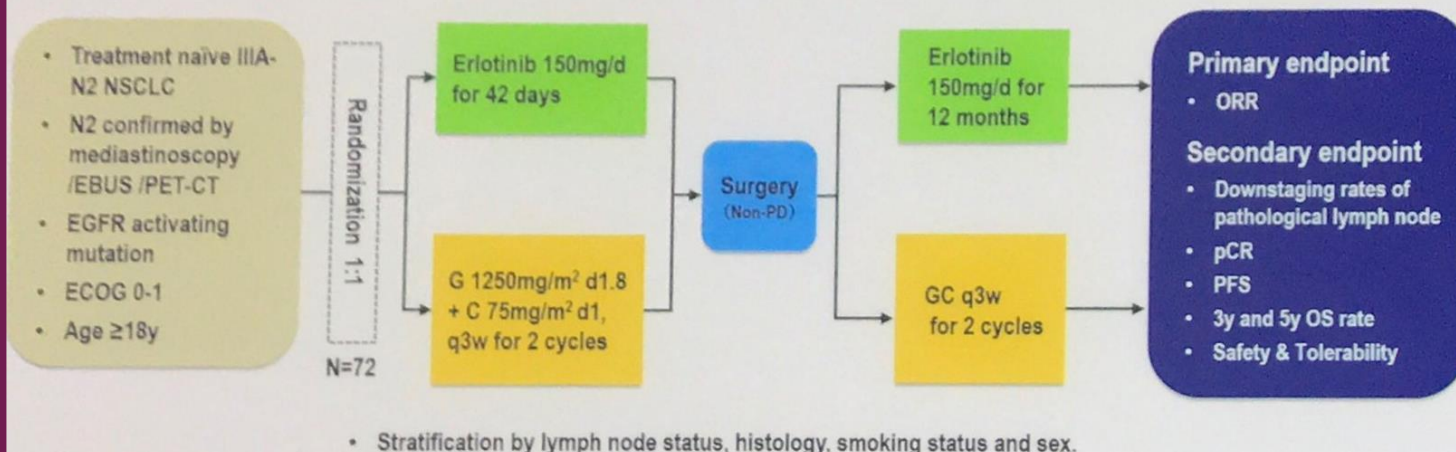 • Treatment naïve IIIA-
N2 NSCLC
• N2 confirmed by
mediastinoscopy
/EBUS /PET-CT
• EGFR activating
mutation
• ECOG 0-1
• Age ≥18y
Randomization 1:1
N=72
Erlotinib 150mg/d
for 42 days
G 1250mg/m² d1.8
+ C 75mg/m² d1,
q3w for 2 cycles
Surgery
(Non-PD)
Erlotinib
150mg/d for
12 months
GC q3w
for 2 cycles
Primary endpoint
• ORR
Secondary endpoint
• Downstaging rates of
pathological lymph node
• pCR
• PFS
• 3y and 5y OS rate
• Safety & Tolerability
• Stratification by lymph node status, histology, smoking status and sex.